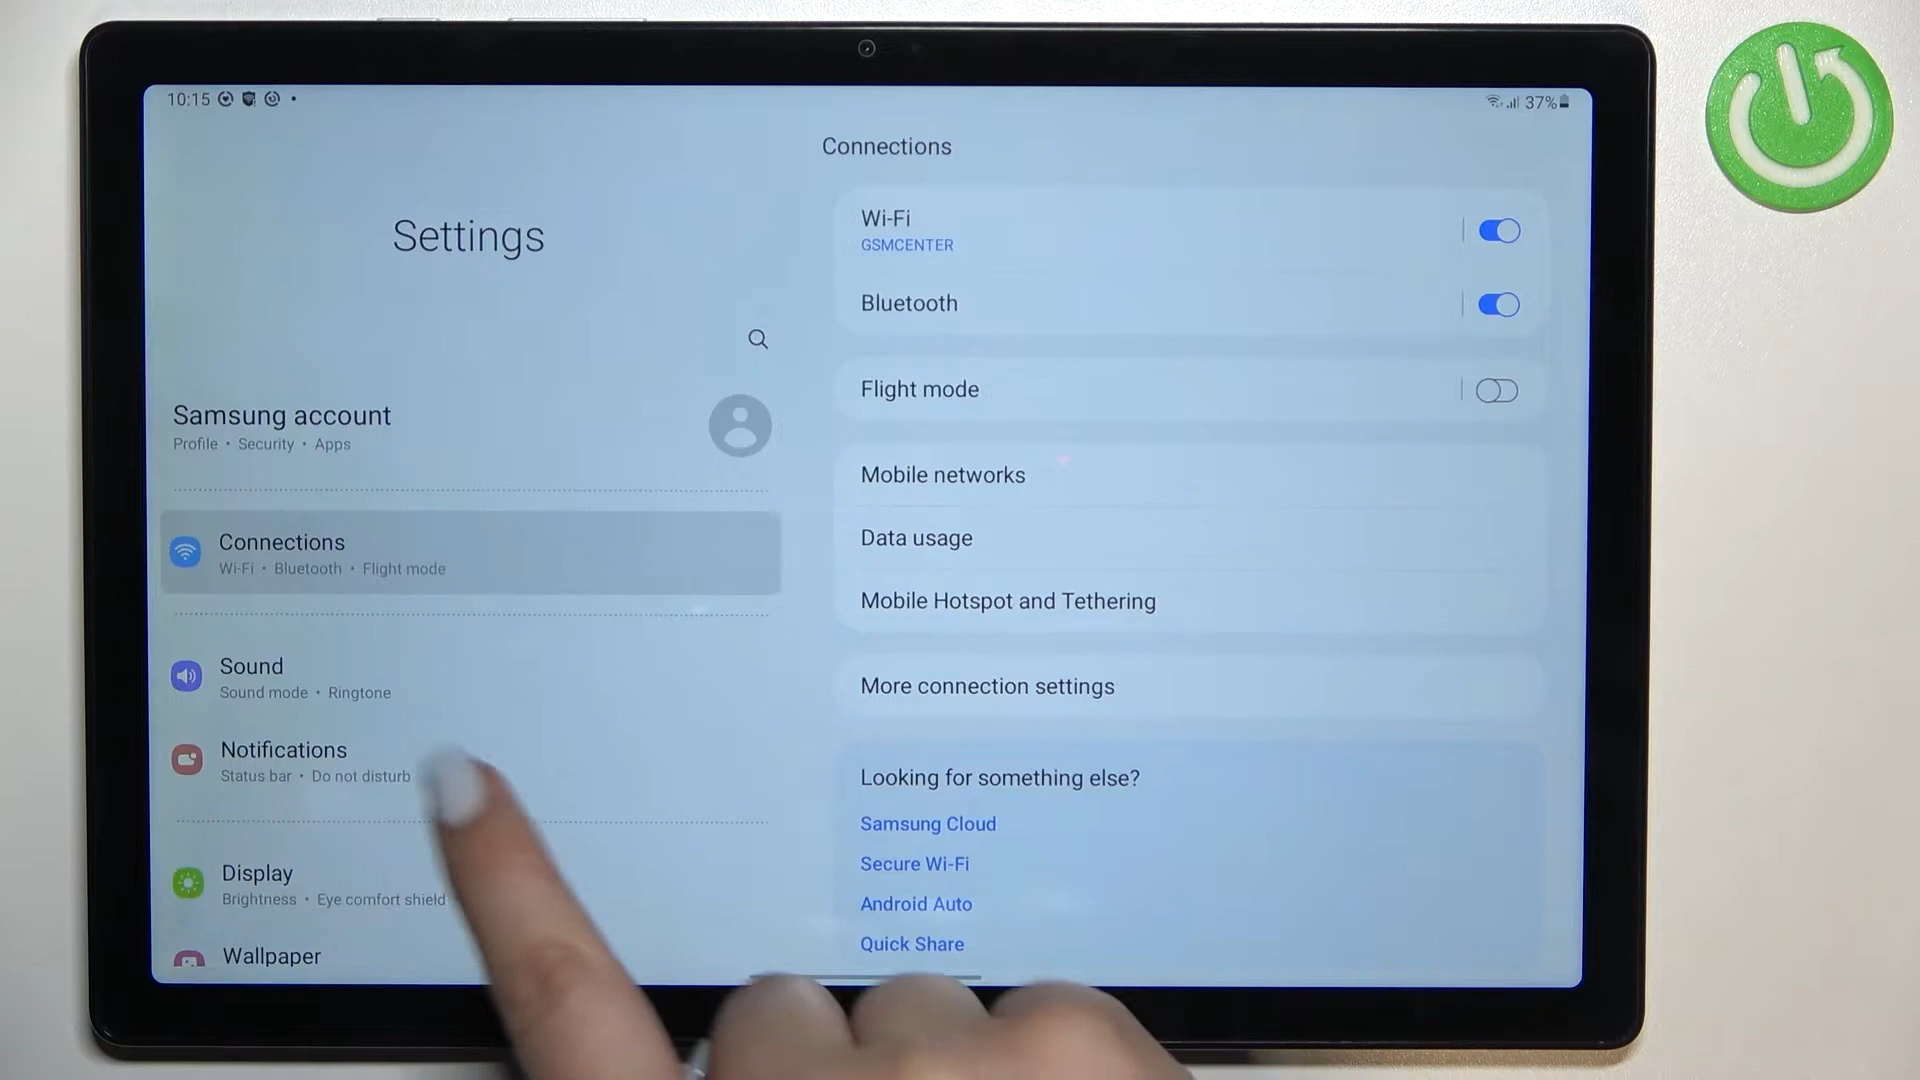 10:15
37%
Connections
Settings
Wi-Fi
GSMCENTER
Bluetooth
Flight mode
Samsung account
Profile • Security • Apps
Mobile networks
Connections
Wi-Fi • Bluetooth • Flight mode
Data usage
Mobile Hotspot and Tethering
Sound
Sound mode • Ringtone
More connection settings
Notifications
Status bar • Do not disturb
Looking for something else?
Samsung Cloud
Display
Brightness • Eye comfort shield
Secure Wi-Fi
Android Auto
Wallpaper
Quick Share